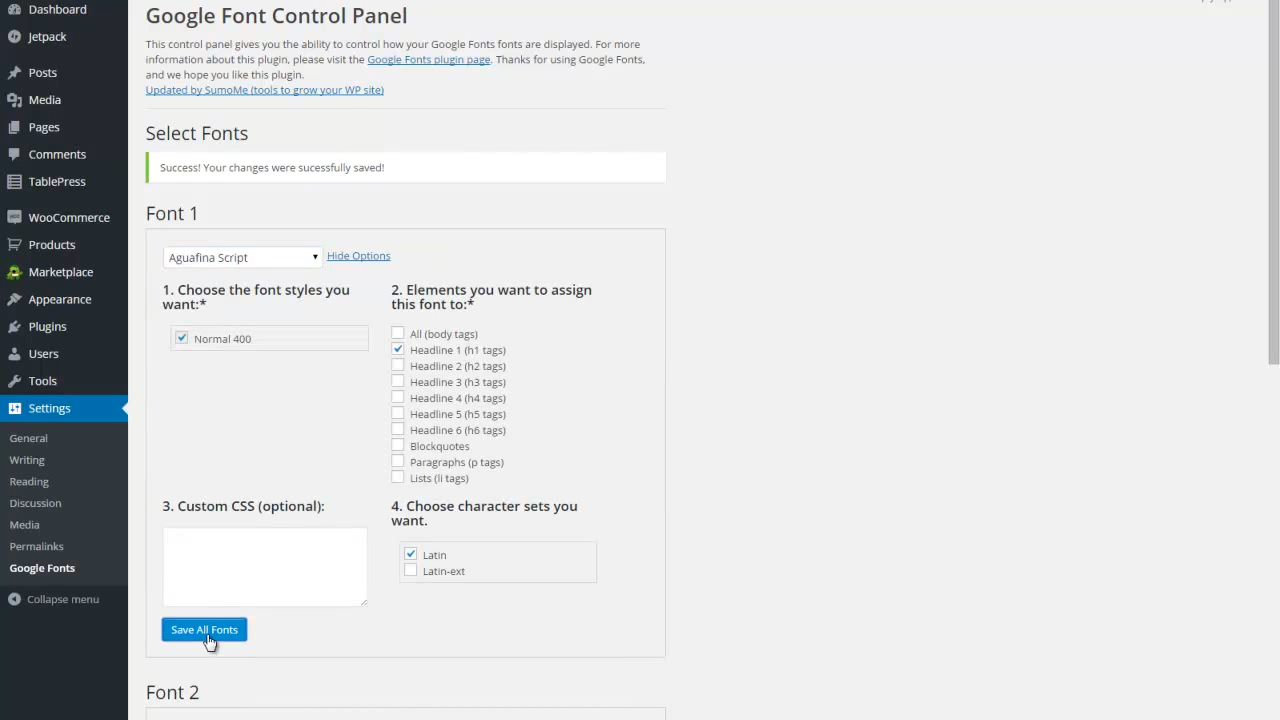 Dashboard
Jetpack
Posts
Media
Pages
Comments
TablePress
WooCommerce
Products
Marketplace
Appearance
Plugins
Users
Tools
Settings
General
Writing
Reading
Discussion
Media
Permalinks
Google Fonts
Collapse menu
Google Font Control Panel
This control panel gives you the ability to control how your Google Fonts fonts are displayed. For more
information about this plugin, please visit the Google Fonts plugin page. Thanks for using Google Fonts,
and we hope you like this plugin.
Updated by SumoMe (tools to grow your WP site)
Select Fonts
Success! Your changes were sucessfully saved!
Font 1
Aguafina Script
Hide Options
1. Choose the font styles you
want:*
Normal 400
2. Elements you want to assign
this font to:*
All (body tags)
Headline 1 (h1 tags)
Headline 2 (h2 tags)
Headline 3 (h3 tags)
Headline 4 (h4 tags)
Headline 5 (h5 tags)
Headline 6 (h6 tags)
Blockquotes
Paragraphs (p tags)
Lists (li tags)
3. Custom CSS (optional):
4. Choose character sets you
want.
Latin
Latin-ext
Save All Fonts
Font 2